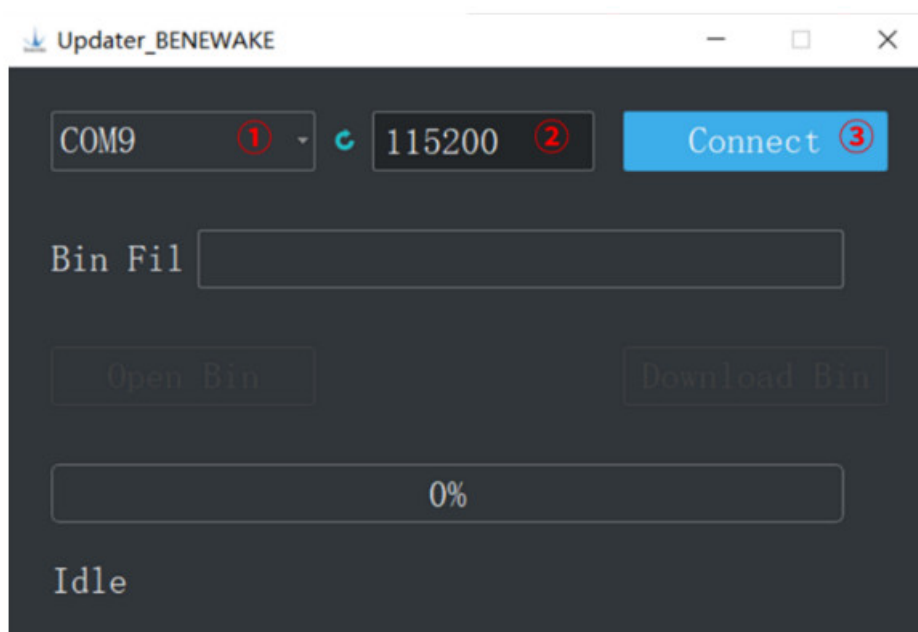 Updater_BENEWAKE
COM9 ① 115200 ② Connect ③
Bin Fil
Open Bin Download Bin
0%
Idle